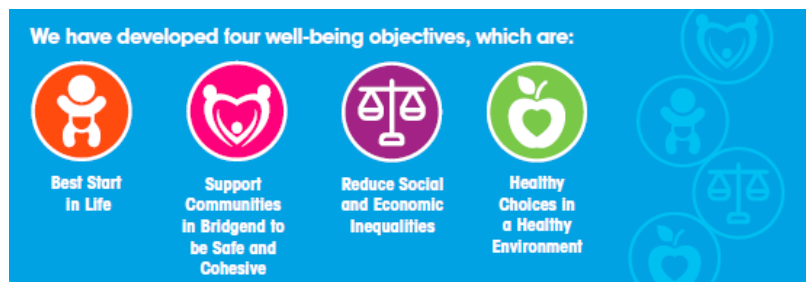 We have developed four well-being objectives, which are:
Best Start
in Life
Support
Communities
in Bridgend to
be Safe and
Cohesive
Reduce Social
and Economic
Inequalities
Healthy
Choices in
a Healthy
Environment